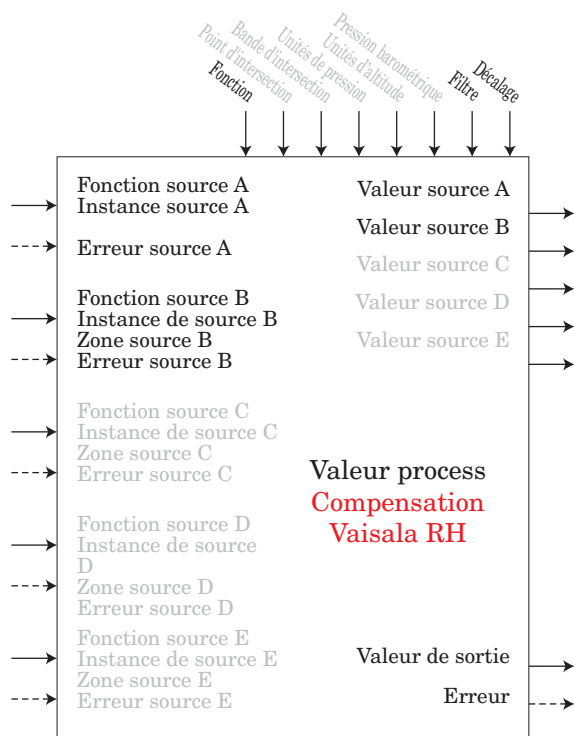 Fonction
Point d'intersection
Bande d'intersection
Unités de pression
Unités d'altitude
Pression barométrique
Filtre
Décalage
Fonction source A
Instance source A
Erreur source A
Fonction source B
Instance de source B
Zone source B
Erreur source B
Fonction source C
Instance de source C
Zone source C
Erreur source C
Fonction source D
Instance de source
D
Zone source D
Erreur source D
Fonction source E
Instance de source E
Zone source E
Erreur source E
Valeur source A
Valeur source B
Valeur source C
Valeur source D
Valeur source E
Valeur process
Compensation
Vaisala RH
Valeur de sortie
Erreur